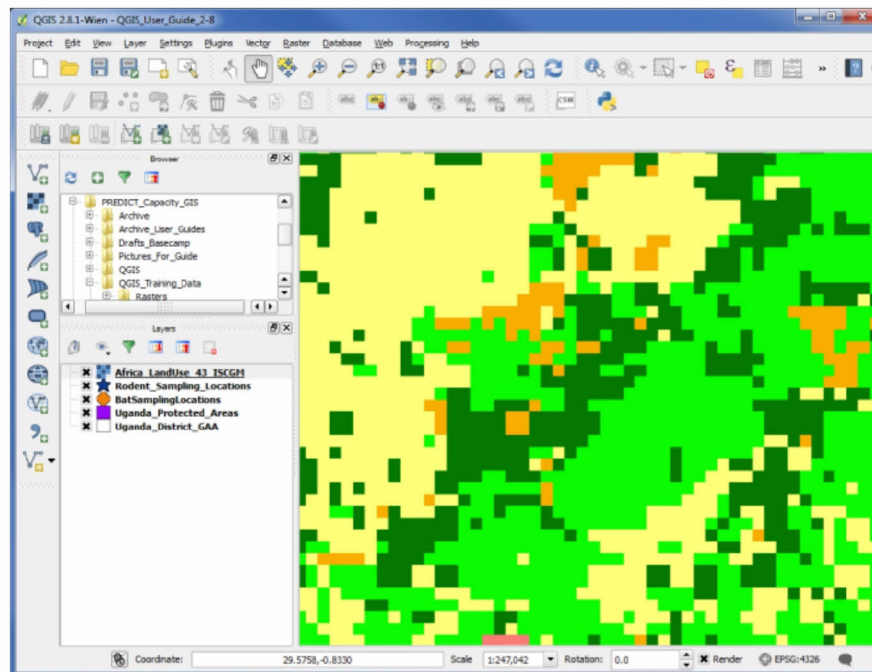 QGIS 2.8.1-Wien - QGIS_User_Guide_2-8
Project Edit View Layer Settings Plugins Vector Raster Database Web Processing Help
CSW
Browser
PREDICT_Capacity_GIS
Archive
Archive_User_Guides
Drafts_Basecamp
Pictures_For_Guide
QGIS
QGIS_Training_Data
Rasters
Layers
Africa_LandUse_43_ISCGM
Rodent_Sampling_Locations
BatSamplingLocations
Uganda_Protected_Areas
Uganda_District_GAA
Coordinate: 29.5758,-0.8330 Scale 1:247,042 Rotation: 0.0 Render EPSG:4326